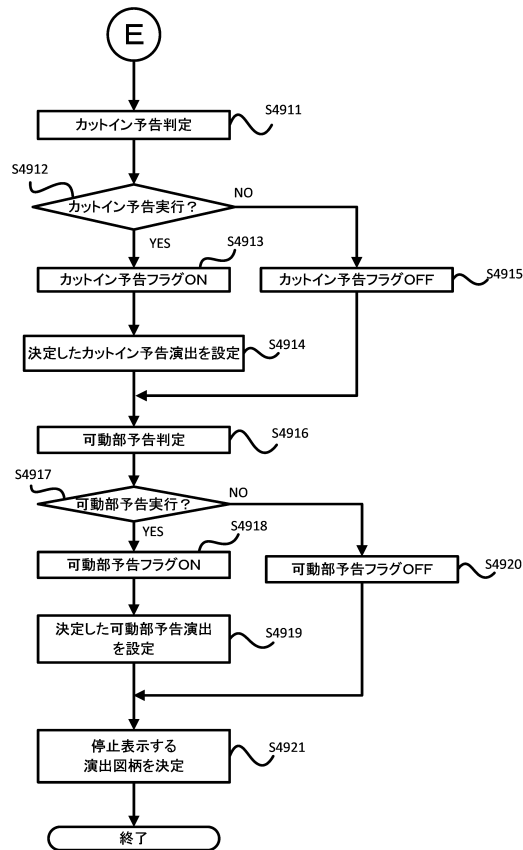 E
S4911
カットイン予告判定
S4912
カットイン予告実行?
NO
YES
S4913
カットイン予告フラグON
カットイン予告フラグOFF
S4915
S4914
決定したカットイン予告演出を設定
S4916
可動部予告判定
S4917
可動部予告実行?
NO
YES
S4918
可動部予告フラグON
可動部予告フラグOFF
S4920
決定した可動部予告演出
を設定
S4919
停止表示する
演出図柄を決定
S4921
終了